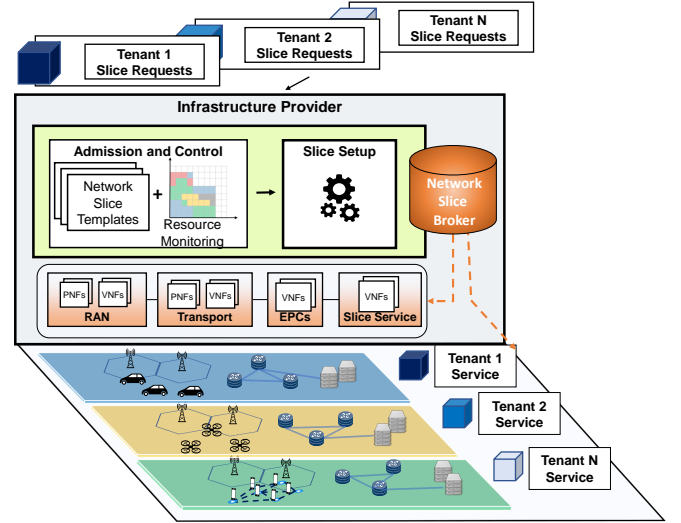 Tenant 1
Slice Requests
Tenant 2
Slice Requests
Tenant N
Slice Requests
Infrastructure Provider
Admission and Control
Network
Slice
Templates
+
Resource
Monitoring
Slice Setup
Network
Slice
Broker
PNFs
VNFs
RAN
PNFs
VNFs
Transport
VNFs
EPCs
VNFs
Slice Service
Tenant 1
Service
Tenant 2
Service
Tenant N
Service